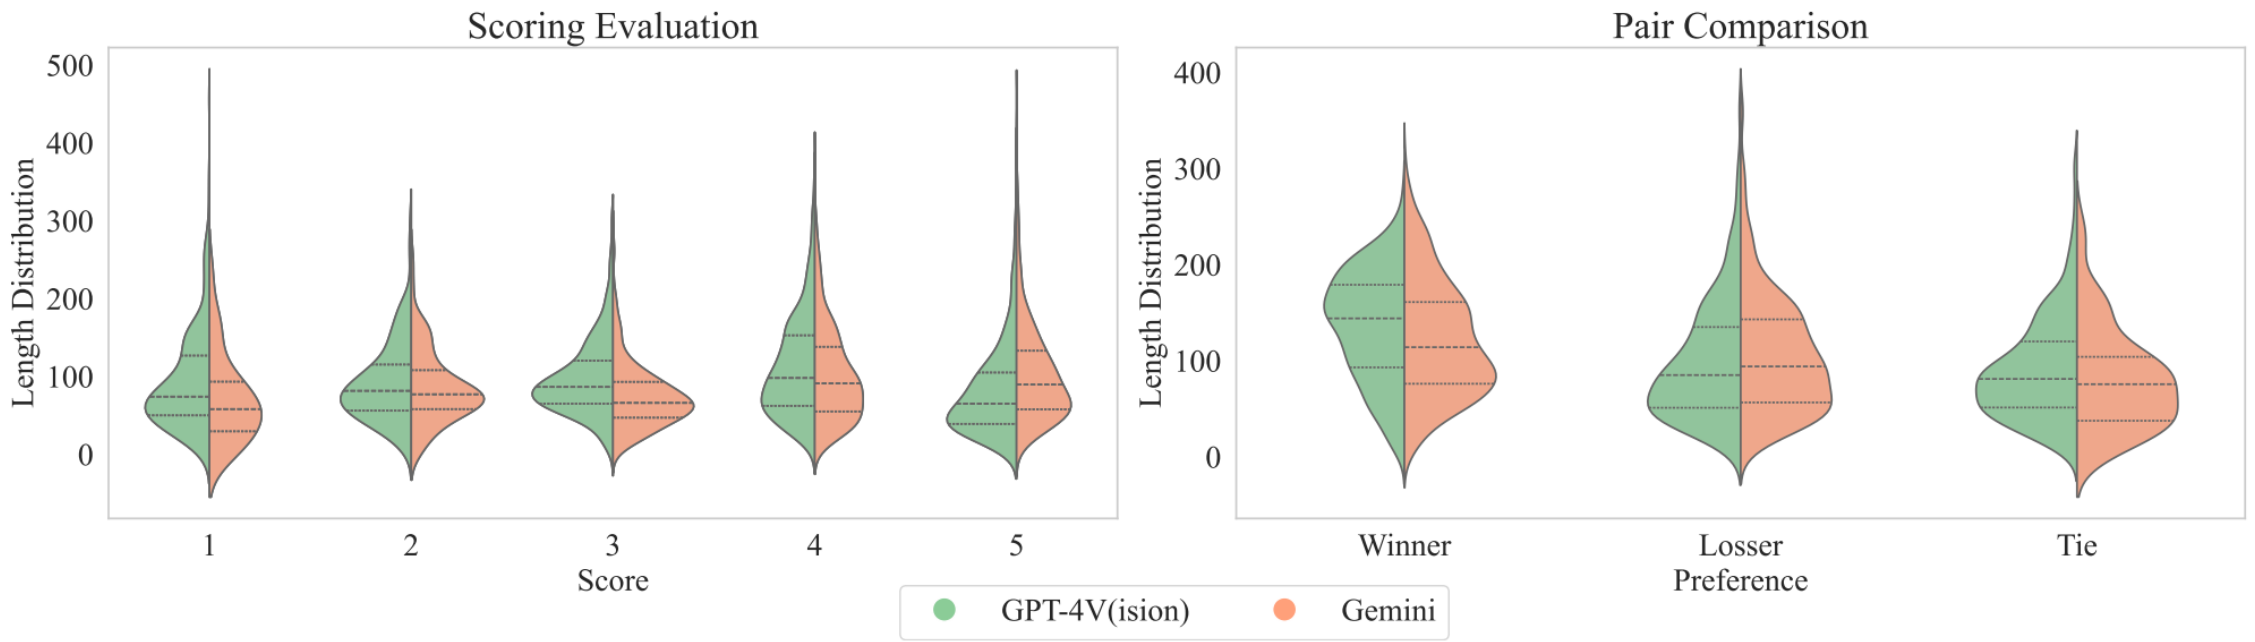 Scoring Evaluation
Length Distribution
500
400
300
200
100
0
1 2 3 4 5
Score
Pair Comparison
Length Distribution
400
300
200
100
0
Winner Losser Tie
Preference
GPT-4V(ision) Gemini